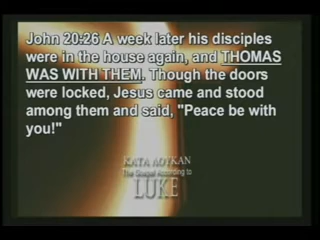 John 20:26 A week later his disciples
were in the house again, and THOMAS
WAS WITH THEM. Though the doors
were locked, Jesus came and stood
among them and said, "Peace be with
you!"
ΚΑΤΑ ΛΟΥΚΑΝ
The Gospel According to
LUKE